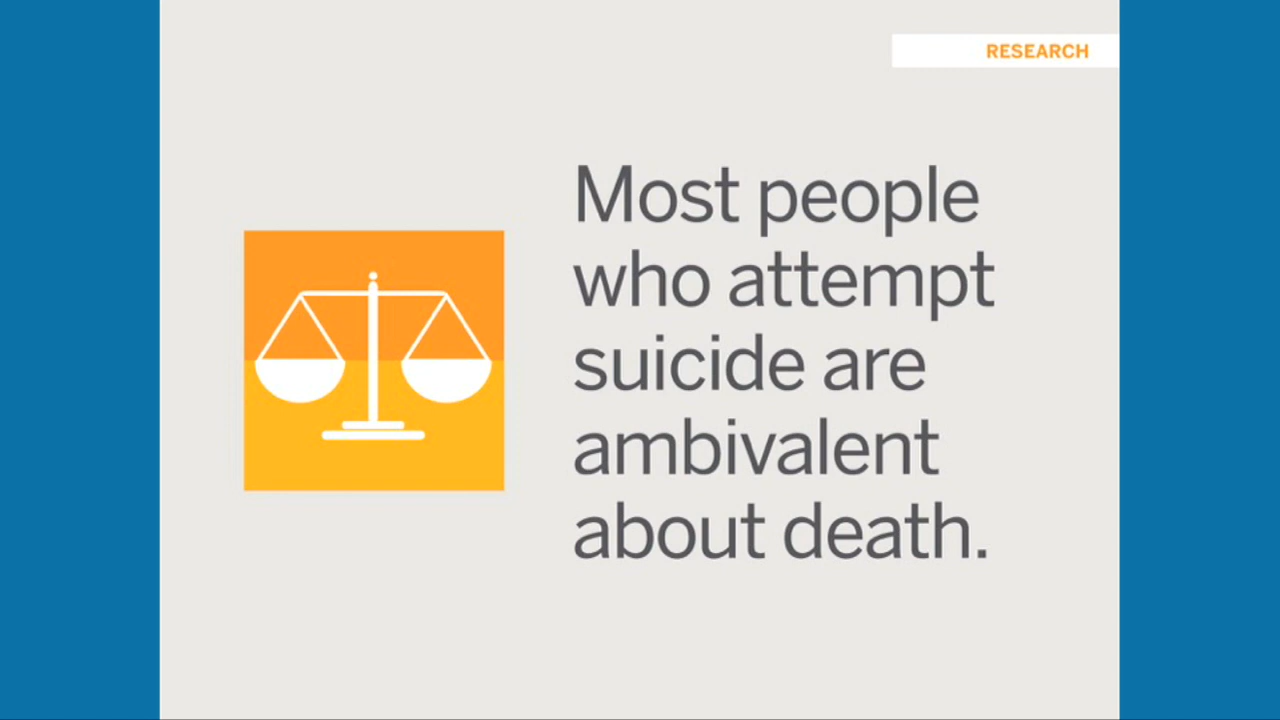 RESEARCH
Most people
who attempt
suicide are
ambivalent
about death.